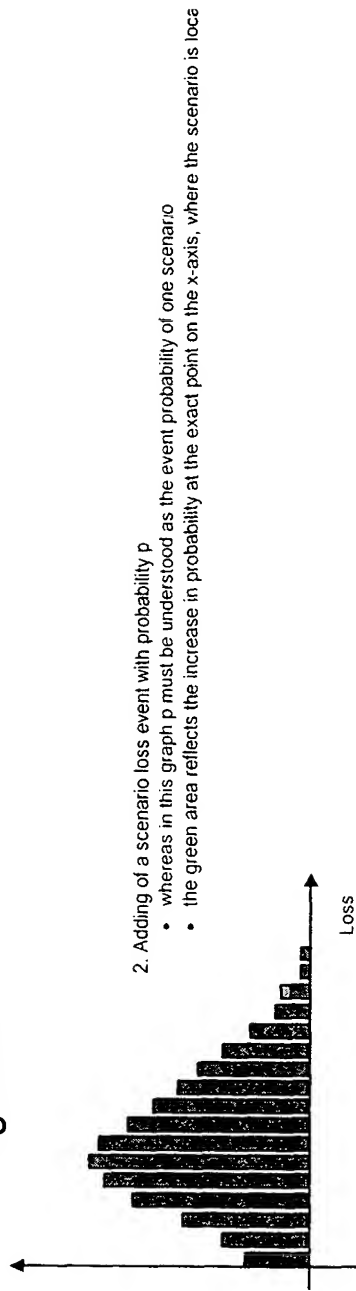 2. Adding of a scenario loss event with probability p
• whereas in this graph p must be understood as the event probability of one scenario
• the green area reflects the increase in probability at the exact point on the x-axis, where the scenario is loca
Loss